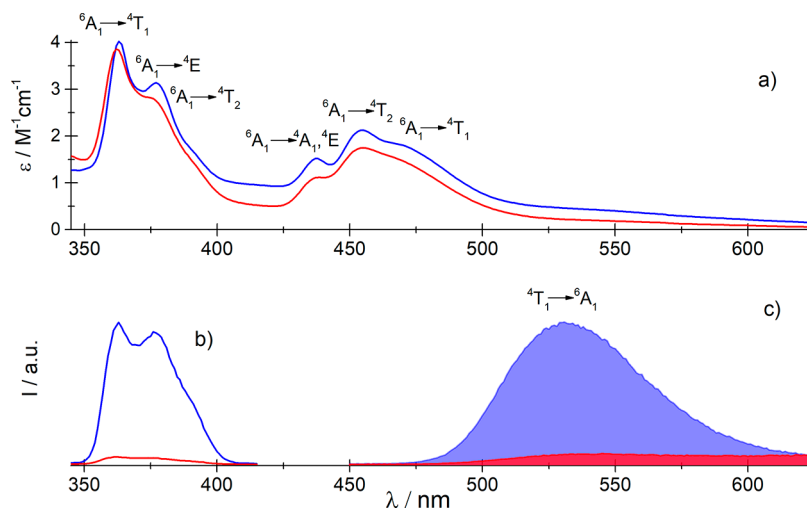 ⁶A₁→⁴T₁
⁶A₁→⁴E
⁶A₁→⁴T₂
⁶A₁→⁴A₁,⁴E
⁶A₁→⁴T₂
⁶A₁→⁴T₁
a)
ε / M⁻¹cm⁻¹
4
3
2
1
0
350 400 450 500 550 600
b)
⁴T₁→⁶A₁
c)
I / a.u.
350 400 450 500 550 600
λ / nm